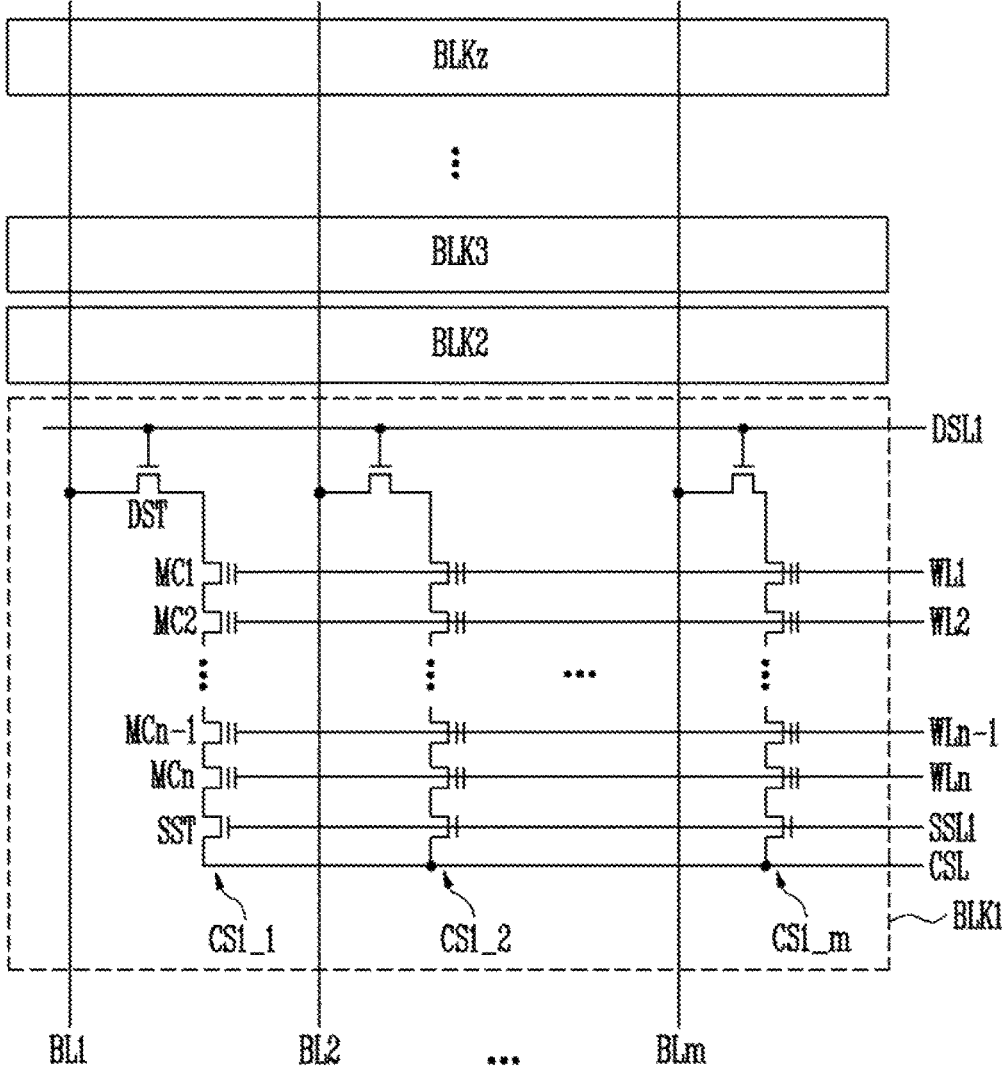 BLKz
BLK3
BLK2
DSL1
DST
MC1
WL1
MC2
WL2
MCn-1
WLn-1
MCn
WLn
SST
SSL1
CSL
CS1_1
CS1_2
CS1_m
BLK1
BL1
BL2
...
BLm